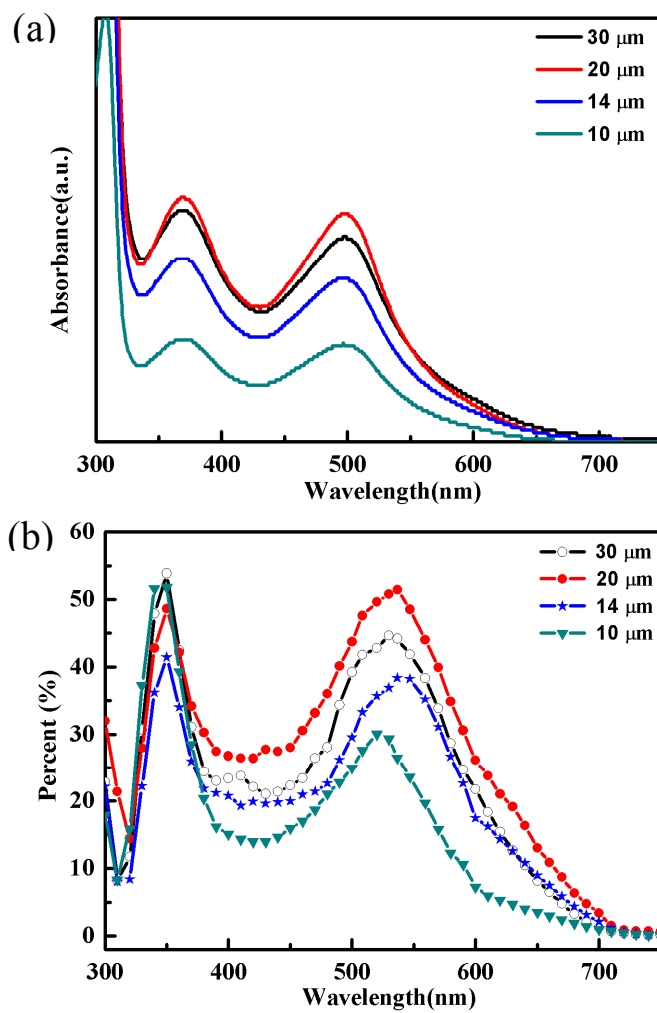 (a)
30 μm
20 μm
14 μm
10 μm
Absorbance(a.u.)
300 400 500 600 700
Wavelength(nm)
(b)
60
50
40
30
20
10
0
30 μm
20 μm
14 μm
10 μm
Percent (%)
300 400 500 600 700
Wavelength(nm)